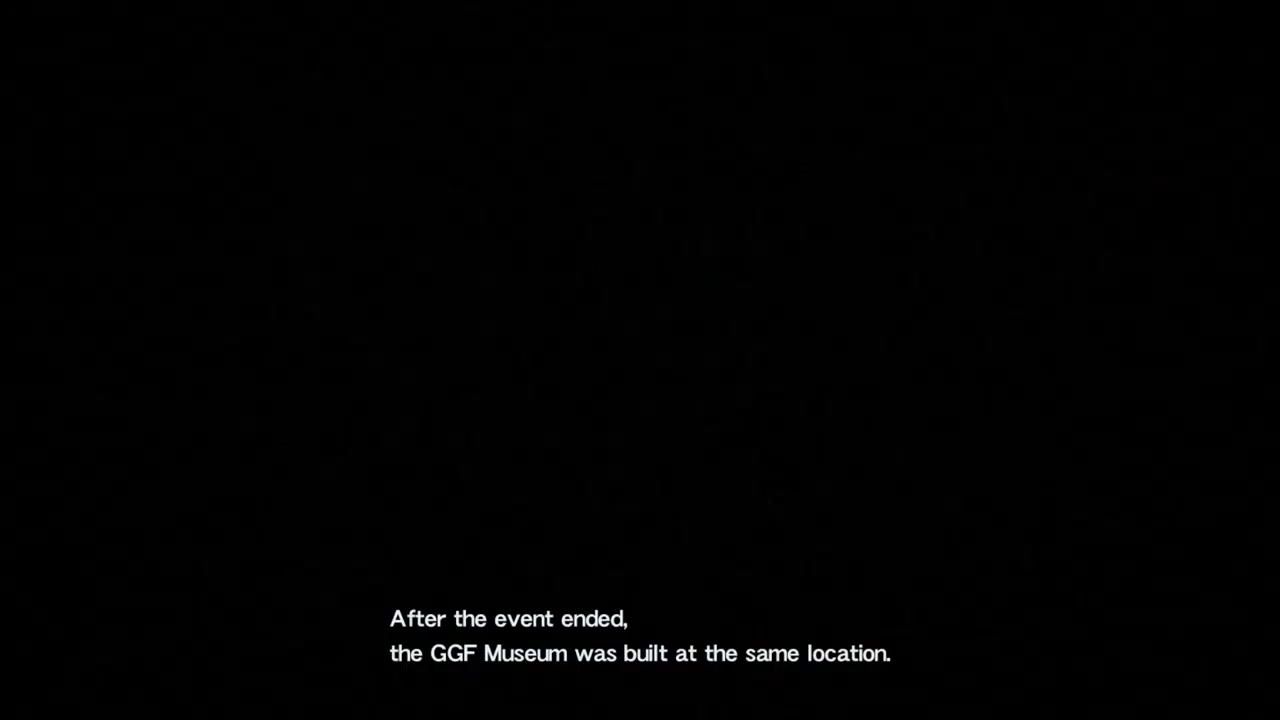 After the event ended,
the GGF Museum was built at the same location.